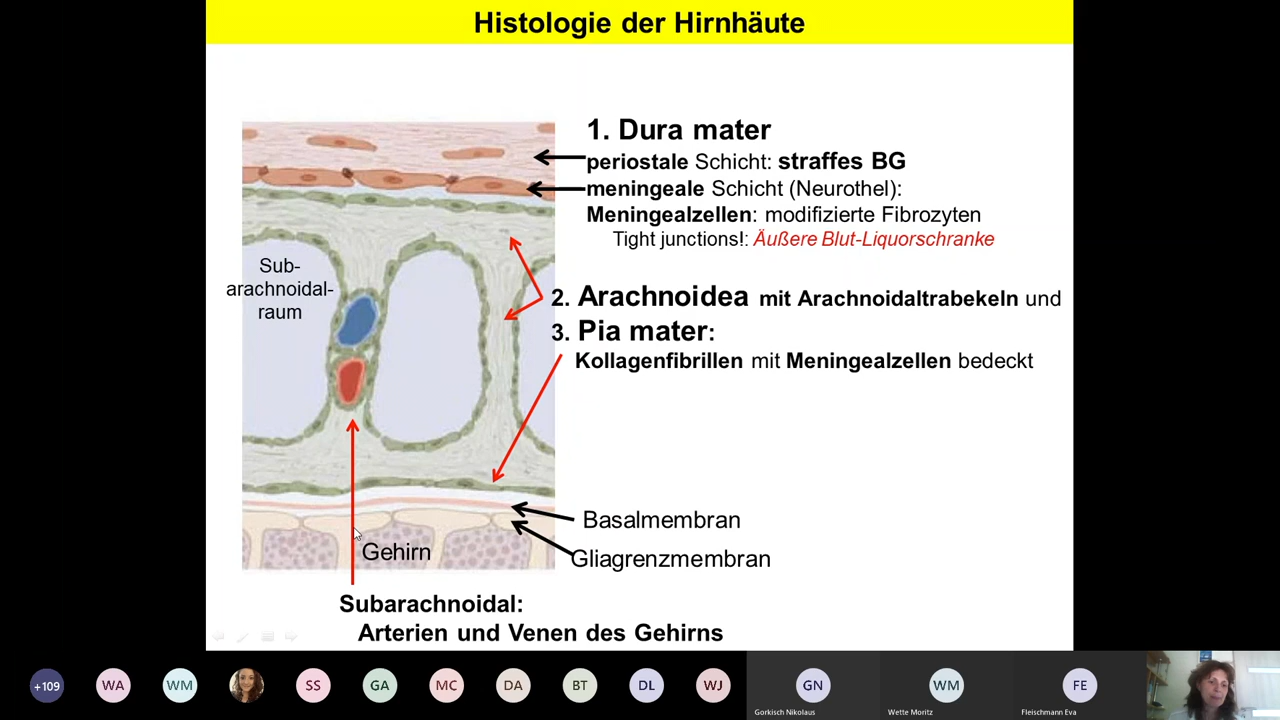 Histologie der Hirnhäute
1. Dura mater
periostale Schicht: straffes BG
meningeale Schicht (Neurothel):
Meningealzellen: modifizierte Fibrozyten
Tight junctions!: Äußere Blut-Liquorschranke
Sub-
arachnoidal-
raum
2. Arachnoidea mit Arachnoidaltrabekeln und
3. Pia mater:
Kollagenfibrillen mit Meningealzellen bedeckt
Basalmembran
Gehirn
Gliagrenzmembran
Subarachnoidal:
Arterien und Venen des Gehirns
+109
WA
WM
SS
GA
MC
DA
BT
DL
WJ
GN
WM
FE
Gorkisch Nikolaus
Wette Moritz
Fleischmann Eva